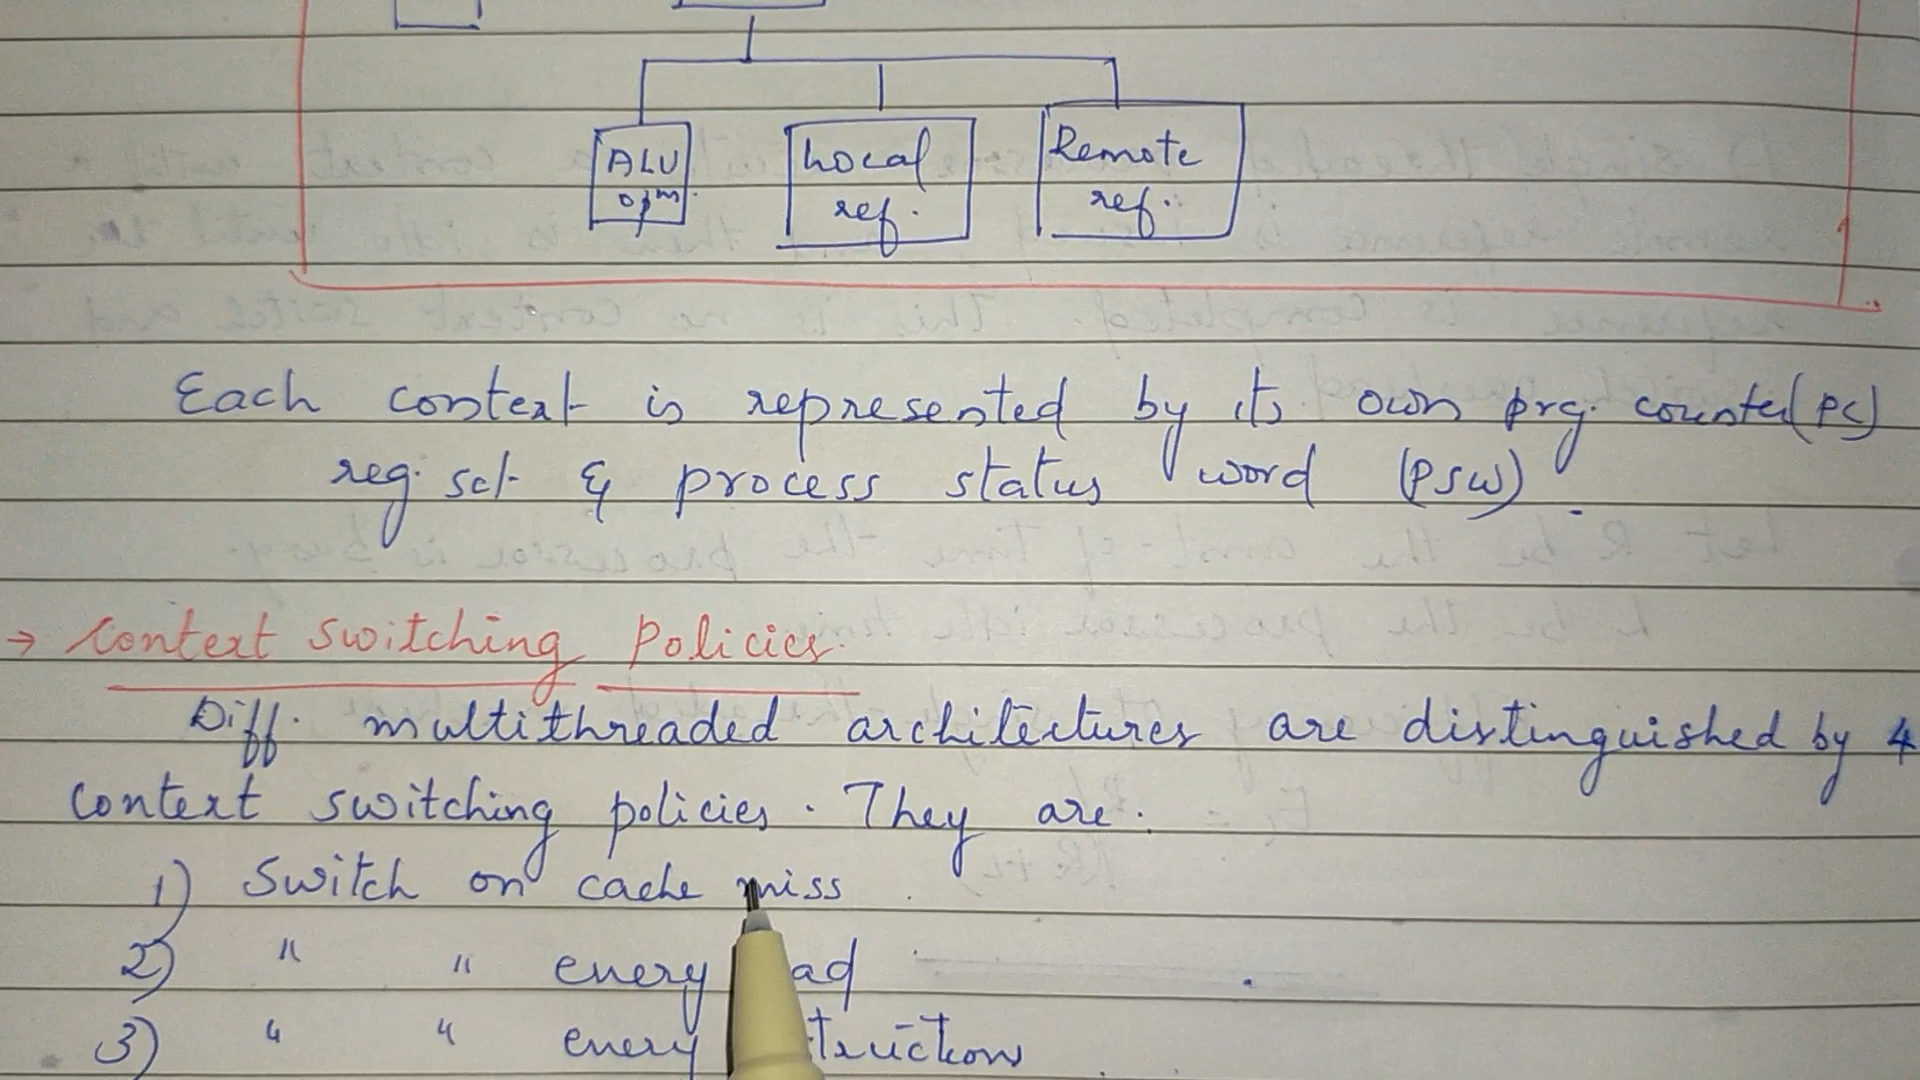 ALU
opn.
Local
ref.
Remote
ref.
Each context is represented by its own prg. counter (PC)
reg. set & process status word (PSW).
→ Context switching Policies.
Diff. multithreaded architectures are distinguished by 4
context switching policies. They are.
1) Switch on cache miss
2) " " every
3) " " every